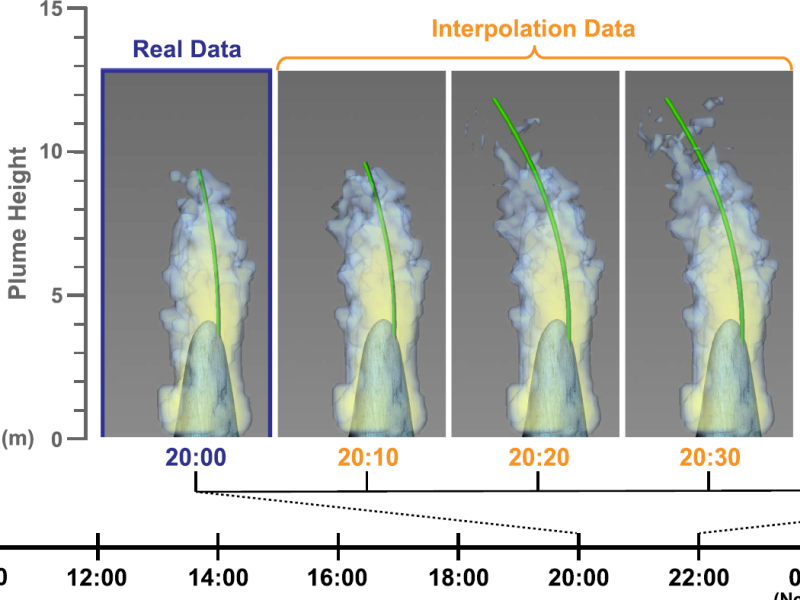 15
Interpolation Data
Real Data
10
Plume Height
5
(m) 0
20:00 20:10 20:20 20:30
12:00 14:00 16:00 18:00 20:00 22:00